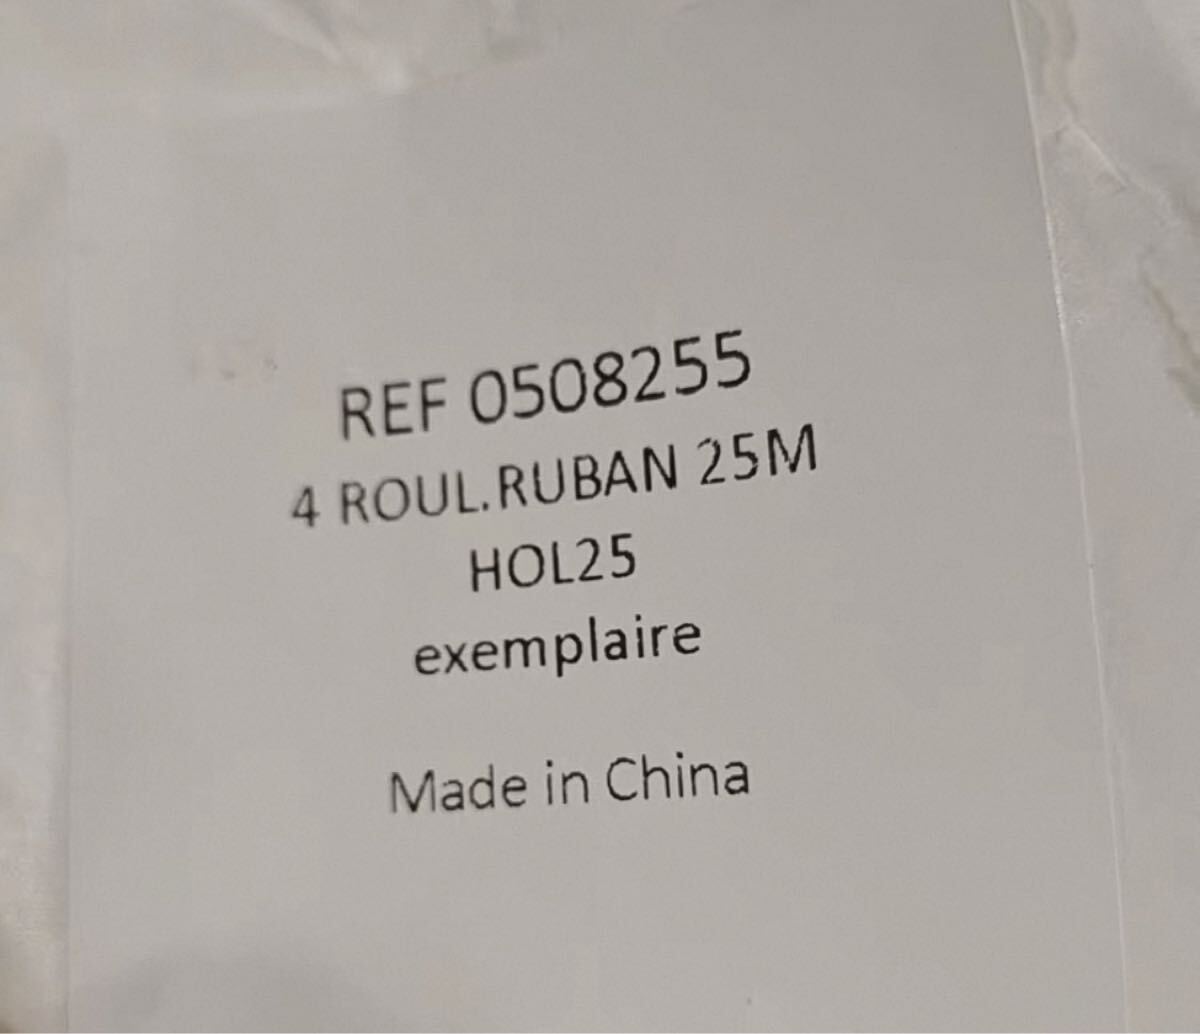 REF 0508255
4 ROUL.RUBAN 25M
HOL25
exemplaire
Made in China